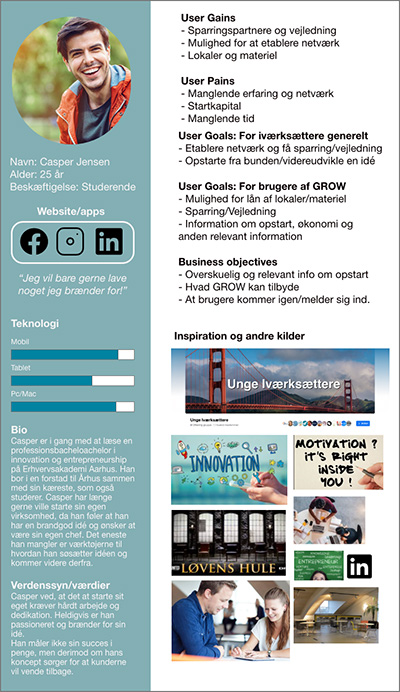 Navn: Casper Jensen
Alder: 25 år
Beskæftigelse: Studerende
Website/apps
“Jeg vil bare gerne lave
noget jeg brænder for!”
Teknologi
Mobil
Tablet
Pc/Mac
Bio
Casper er i gang med at læse en
professionsbacheloachelor i
innovation og entrepreneurship
på Erhvervsakademi Aarhus. Han
bor i en forstad til Århus sammen
med sin kæreste, som også
studerer. Casper har længe
gerne ville starte sin egen
virksomhed, da han føler at han
har en brandgod idé og ønsker at
være sin egen chef. Det eneste
han mangler er værktøjerne til
hvordan han søsætter idéen og
kommer videre derfra.
Verdenssyn/værdier
Casper ved, at det at starte sit
eget kræver hårdt arbejde og
dedikation. Heldigvis er han
passioneret og brænder for sin
idé.
Han måler ikke sin succes i
penge, men derimod om hans
koncept sørger for at kunderne
vil vende tilbage.
User Gains
- Sparringspartnere og vejledning
- Mulighed for at etablere netværk
- Lokaler og materiel
User Pains
- Manglende erfaring og netværk
- Startkapital
- Manglende tid
User Goals: For iværksættere generelt
- Etablere netværk og få sparring/vejledning
- Opstarte fra bunden/videreudvikle en idé
User Goals: For brugere af GROW
- Mulighed for lån af lokaler/materiel
- Sparring/Vejledning
- Information om opstart, økonomi og
anden relevant information
Business objectives
- Overskuelig og relevant info om opstart
- Hvad GROW kan tilbyde
- At brugere kommer igen/melder sig ind.
Inspiration og andre kilder
Unge Iværksættere
Unge Iværksættere
INNOVATION
MOTIVATION ?
iT'S RiGHT
iNSiDE
YOU !
LØVENS HULE
ENTREPRENEUR